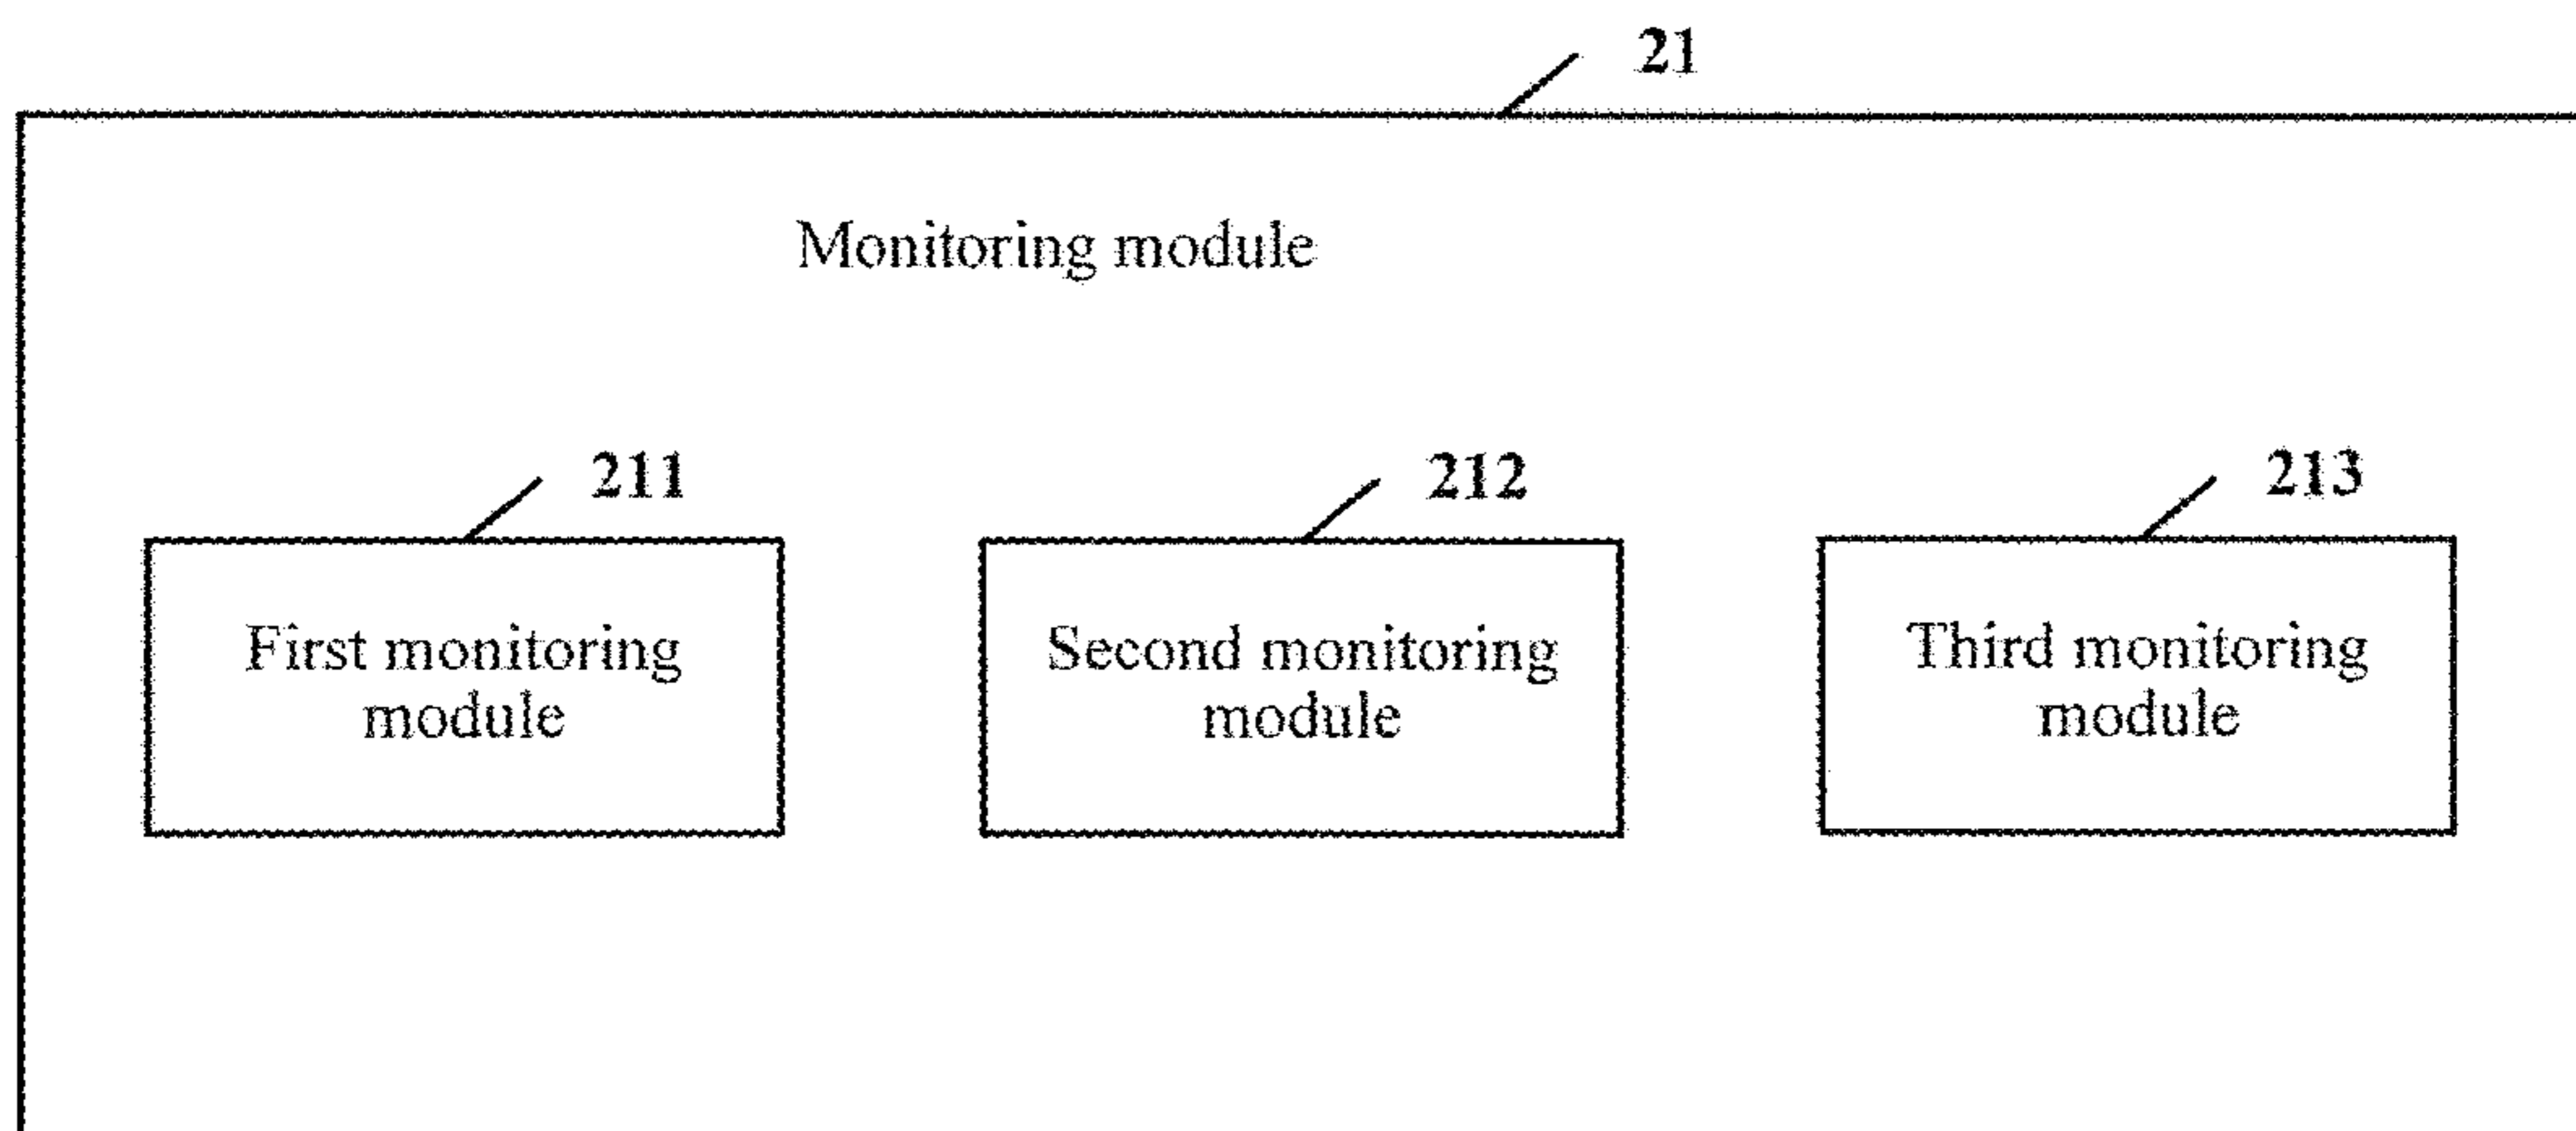 21
Monitoring module
211
212
213
First monitoring
module
Second monitoring
module
Third monitoring
module